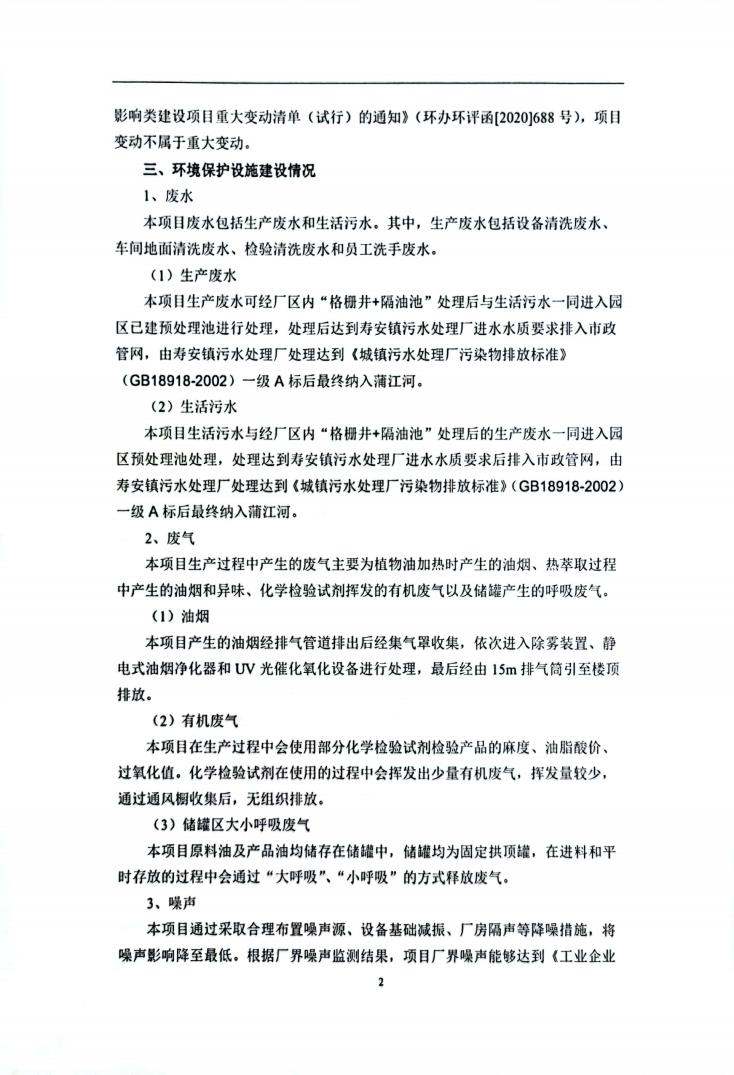 影响类建设项目重大变动清单（试行）的通知》（环办环评函[2020]688 号），项目
变动不属于重大变动。
三、环境保护设施建设情况
1、废水
本项目废水包括生产废水和生活污水。其中，生产废水包括设备清洗废水、
车间地面清洗废水、检验清洗废水和员工洗手废水。
（1）生产废水
本项目生产废水可经厂区内“格栅井+隔油池”处理后与生活污水一同进入园
区已建预处理池进行处理，处理后达到寿安镇污水处理厂进水水质要求排入市政
管网，由寿安镇污水处理厂处理达到《城镇污水处理厂污染物排放标准》
（GB18918-2002）一级 A 标后最终纳入蒲江河。
（2）生活污水
本项目生活污水与经厂区内“格栅井+隔油池”处理后的生产废水一同进入园
区预处理池处理，处理达到寿安镇污水处理厂进水水质要求后排入市政管网，由
寿安镇污水处理厂处理达到《城镇污水处理厂污染物排放标准》（GB18918-2002）
一级 A 标后最终纳入蒲江河。
2、废气
本项目生产过程中产生的废气主要为植物油加热时产生的油烟、热萃取过程
中产生的油烟和异味、化学检验试剂挥发的有机废气以及储罐产生的呼吸废气。
（1）油烟
本项目产生的油烟经排气管道排出后经集气罩收集，依次进入除雾装置、静
电式油烟净化器和 UV 光催化氧化设备进行处理，最后经由 15m 排气筒引至楼顶
排放。
（2）有机废气
本项目在生产过程中会使用部分化学检验试剂检验产品的麻度、油脂酸价、
过氧化值。化学检验试剂在使用的过程中会挥发出少量有机废气，挥发量较少，
通过通风橱收集后，无组织排放。
（3）储罐区大小呼吸废气
本项目原料油及产品油均储存在储罐中，储罐均为固定拱顶罐，在进料和平
时存放的过程中会通过“大呼吸”、“小呼吸”的方式释放废气。
3、噪声
本项目通过采取合理布置噪声源、设备基础减振、厂房隔声等降噪措施，将
噪声影响降至最低。根据厂界噪声监测结果，项目厂界噪声能够达到《工业企业
2